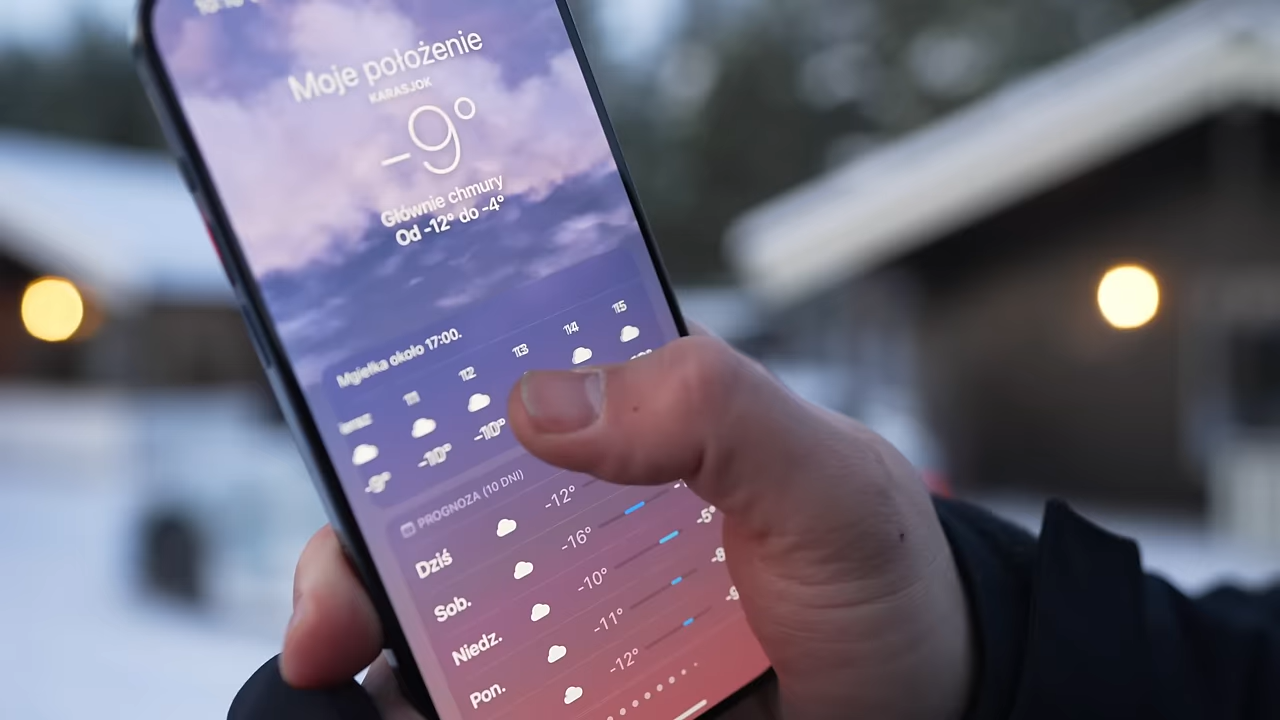 Moje położenie
KARASJOK
-9°
Głównie chmury
Od -12° do -4°
Mgiełka około 17:00.
11 12 13 14 15
-9° -10° -10°
PROGNOZA (10 DNI)
Dziś -12°
Sob. -16° -5°
Niedz. -10°
Pon. -11°
-12°